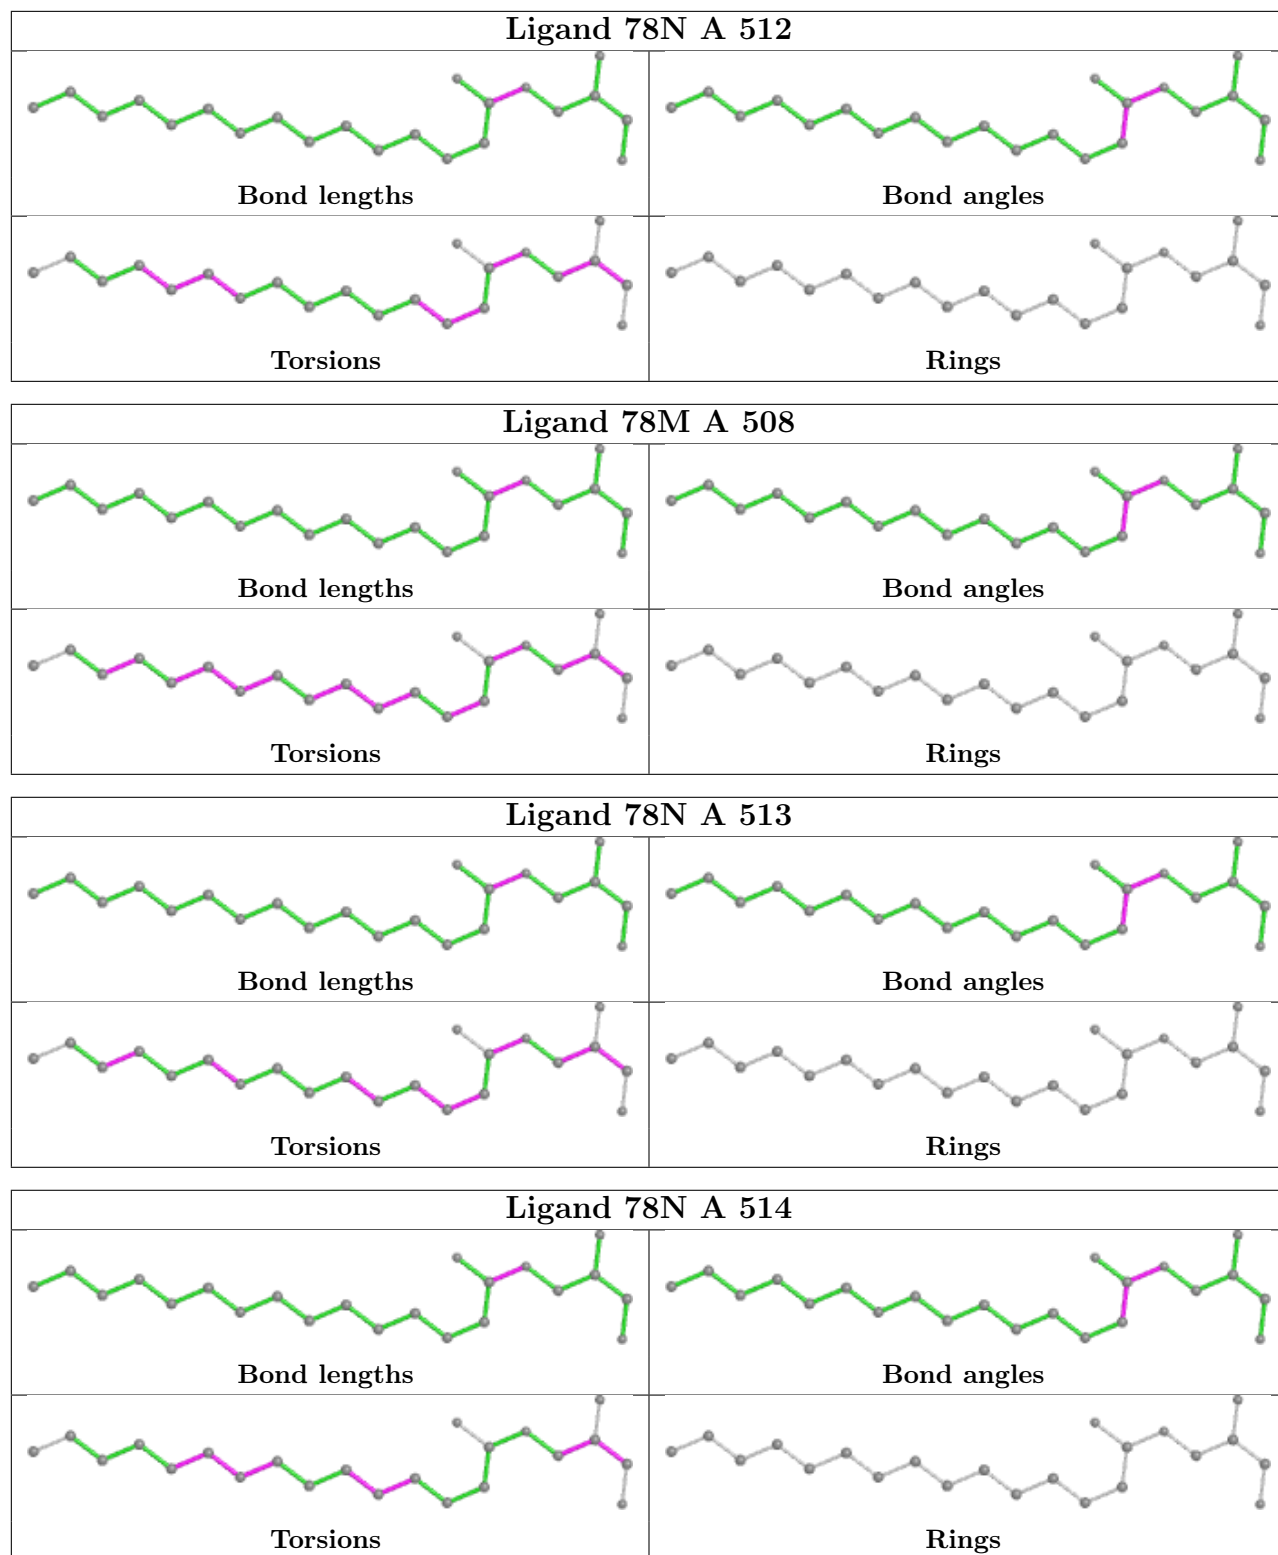 Ligand 78N A 512
Bond lengths
Bond angles
Torsions
Rings
Ligand 78M A 508
Bond lengths
Bond angles
Torsions
Rings
Ligand 78N A 513
Bond lengths
Bond angles
Torsions
Rings
Ligand 78N A 514
Bond lengths
Bond angles
Torsions
Rings